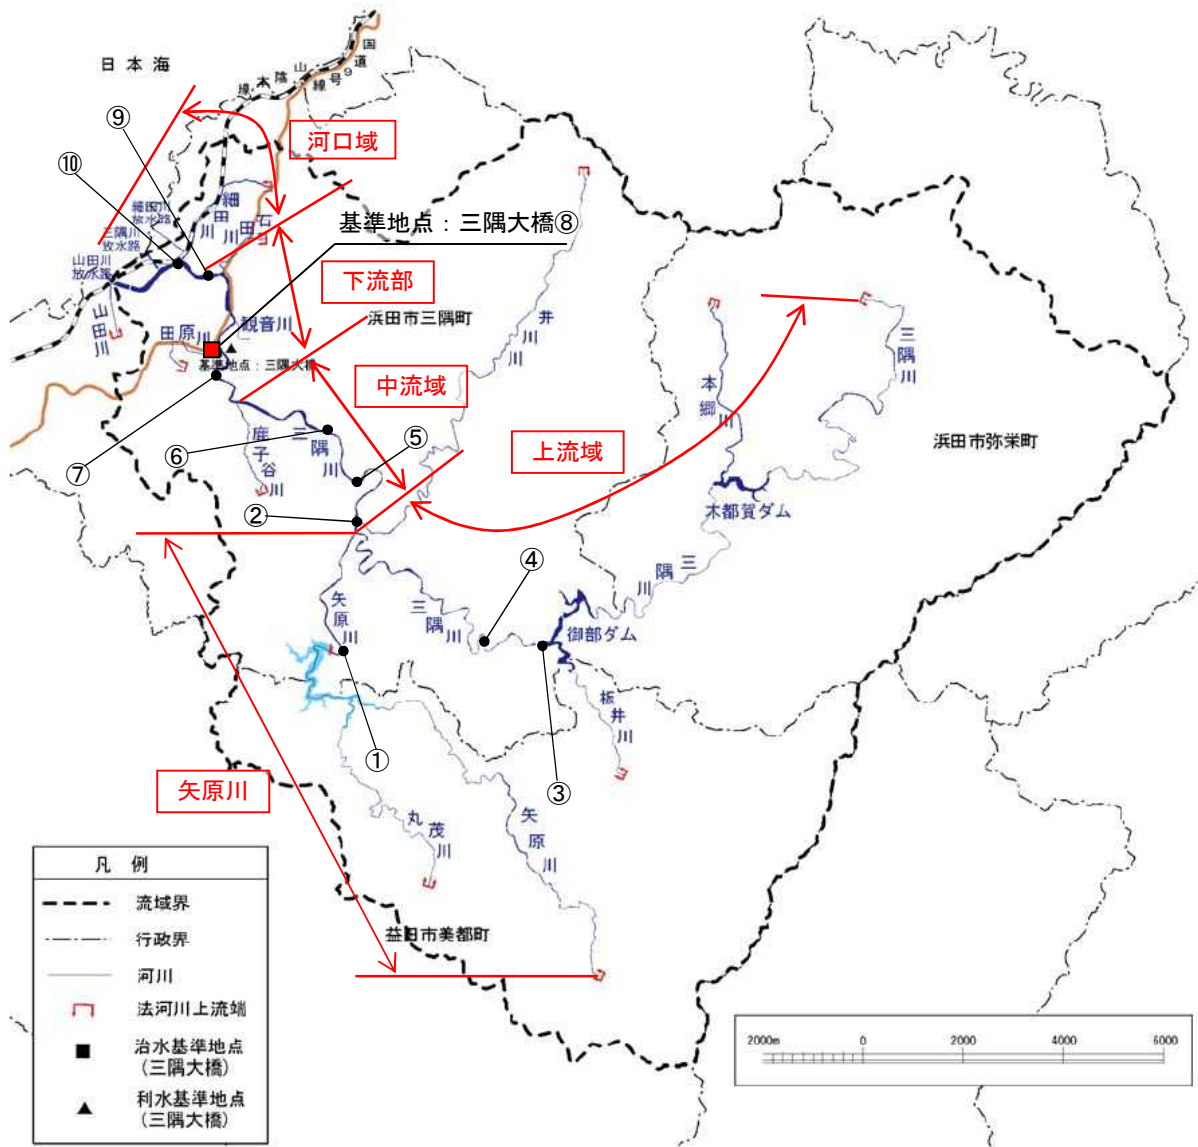 日本海
山陰本線
国道9号線
⑨
⑩
河口域
細田川
放水路
三隅川
放水路
山田川
放水路
細田川
石田川
基準地点：三隅大橋⑧
下流部
浜田市三隅町
山田川
田原川
観音川
基準地点：三隅大橋
中流域
井川川
⑦
⑥
⑤
三隅川
鹿子谷川
②
上流域
本郷川
三隅川
浜田市弥栄町
木都賀ダム
三隅川
④
三隅川
御部ダム
矢原川
板井川
①
③
矢原川
丸茂川
矢原川
益田市美都町
凡例
流域界
行政界
河川
法河川上流端
治水基準地点
(三隅大橋)
利水基準地点
(三隅大橋)
2000m 0 2000 4000 6000